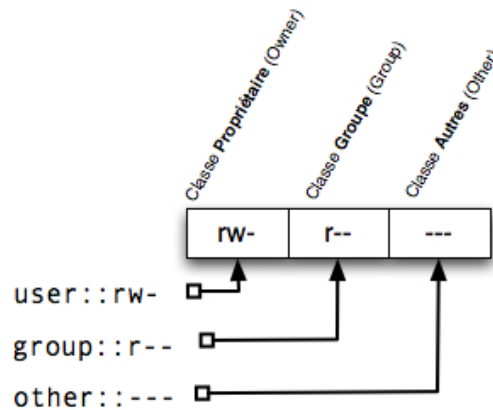 Classe Propriétaire (Owner)
Classe Groupe (Group)
Classe Autres (Other)
rw- r-- ---
user::rw-
group::r--
other::---